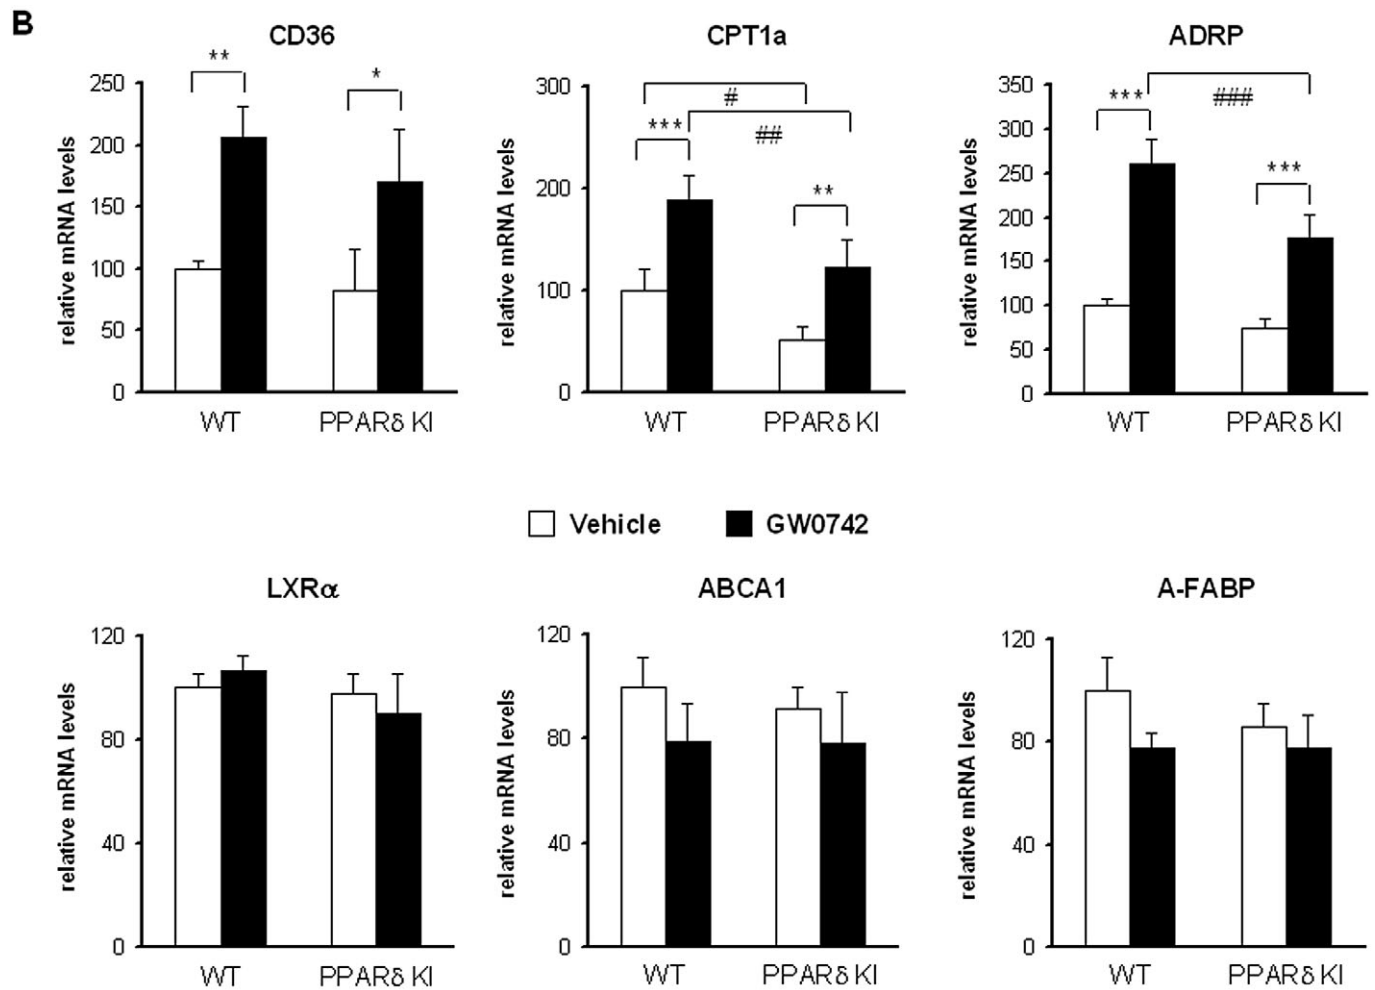 B
CD36
CPT1a
ADRP
relative mRNA levels
250
200
150
100
50
0
**
*
WT
PPARδ KI
relative mRNA levels
300
200
100
0
#
***
##
**
WT
PPARδ KI
relative mRNA levels
350
300
250
200
150
100
50
0
***
###
***
WT
PPARδ KI
Vehicle
GW0742
LXRα
ABCA1
A-FABP
relative mRNA levels
120
80
40
0
WT
PPARδ KI
relative mRNA levels
120
80
40
0
WT
PPARδ KI
relative mRNA levels
120
80
40
0
WT
PPARδ KI